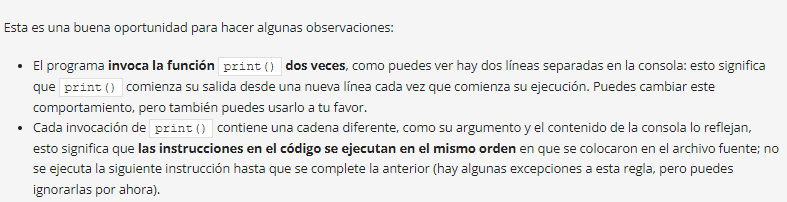 Esta es una buena oportunidad para hacer algunas observaciones:
• El programa invoca la función print() dos veces, como puedes ver hay dos líneas separadas en la consola: esto significa
que print() comienza su salida desde una nueva línea cada vez que comienza su ejecución. Puedes cambiar este
comportamiento, pero también puedes usarlo a tu favor.
• Cada invocación de print() contiene una cadena diferente, como su argumento y el contenido de la consola lo reflejan,
esto significa que las instrucciones en el código se ejecutan en el mismo orden en que se colocaron en el archivo fuente; no
se ejecuta la siguiente instrucción hasta que se complete la anterior (hay algunas excepciones a esta regla, pero puedes
ignorarlas por ahora).